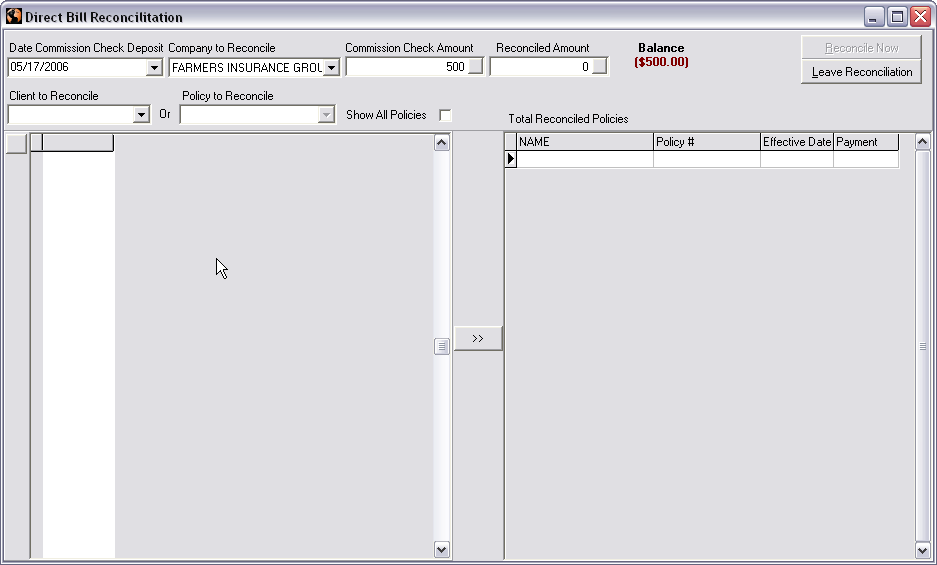 Direct Bill Reconcilitation
Date Commission Check Deposit Company to Reconcile Commission Check Amount Reconciled Amount Balance
05/17/2006 FARMERS INSURANCE GROU 500 0 ($500.00)
Reconcile Now
Leave Reconciliation
Client to Reconcile Policy to Reconcile
Or Show All Policies
Total Reconciled Policies
NAME Policy # Effective Date Payment
>>